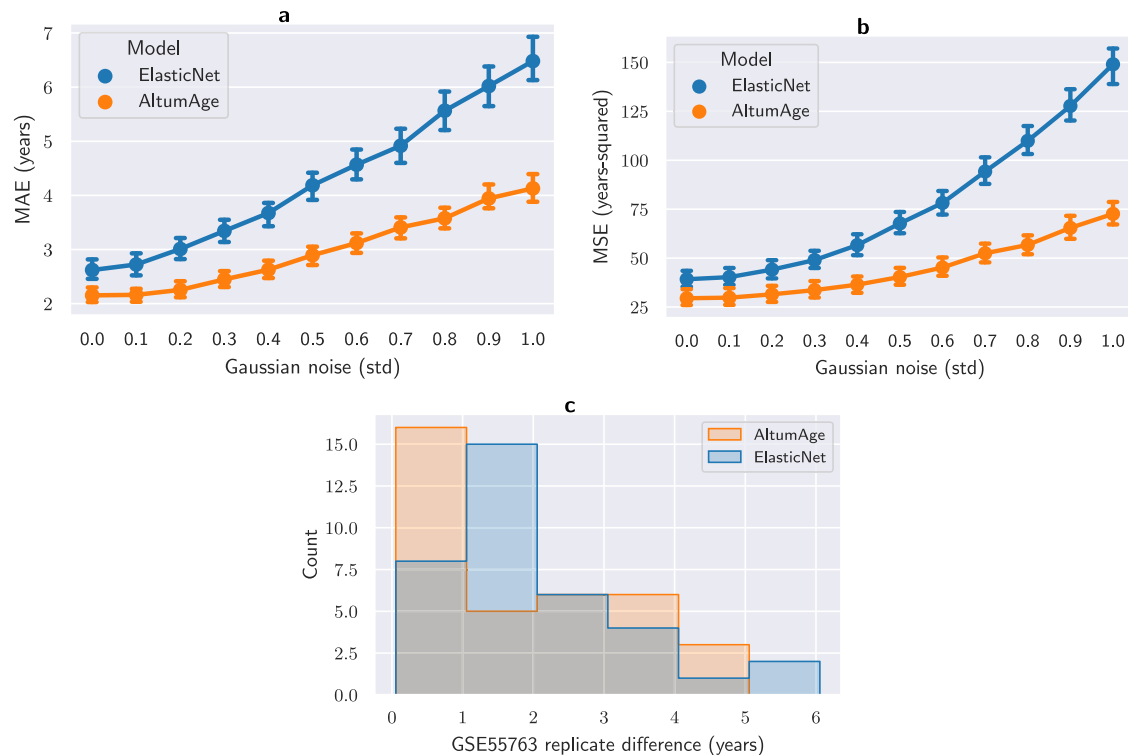 a
7
6
5
4
3
2
MAE (years)
Model
ElasticNet
AltumAge
0.0 0.1 0.2 0.3 0.4 0.5 0.6 0.7 0.8 0.9 1.0
Gaussian noise (std)
b
150
125
100
75
50
25
MSE (years-squared)
Model
ElasticNet
AltumAge
0.0 0.1 0.2 0.3 0.4 0.5 0.6 0.7 0.8 0.9 1.0
Gaussian noise (std)
c
15.0
12.5
10.0
7.5
5.0
2.5
0.0
Count
AltumAge
ElasticNet
0 1 2 3 4 5 6
GSE55763 replicate difference (years)